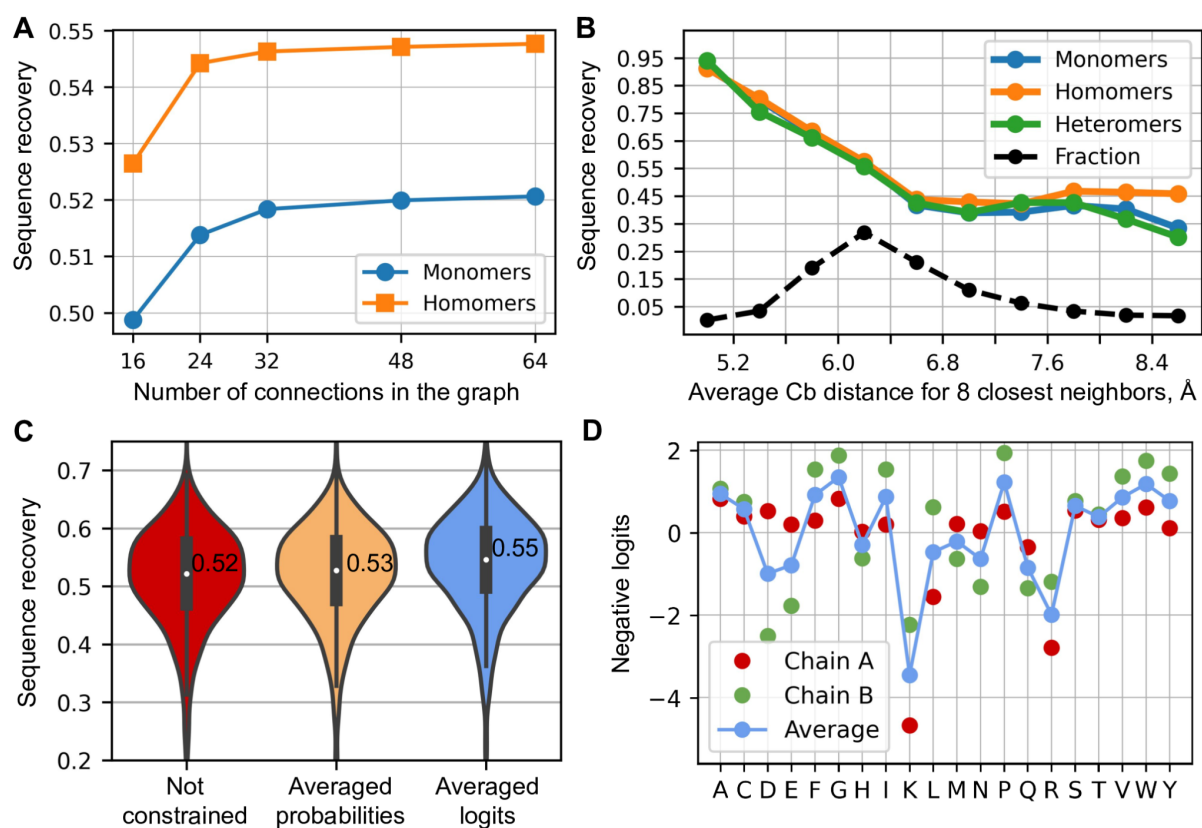 A
Sequence recovery
0.55
0.54
0.53
0.52
0.51
0.50
Monomers
Homomers
16 24 32 48 64
Number of connections in the graph
B
Sequence recovery
0.95
0.85
0.75
0.65
0.55
0.45
0.35
0.25
0.15
0.05
Monomers
Homomers
Heteromers
Fraction
5.2 6.0 6.8 7.6 8.4
Average Cb distance for 8 closest neighbors, Å
C
Sequence recovery
0.7
0.6
0.5
0.4
0.3
0.2
0.52
0.53
0.55
Not
constrained
Averaged
probabilities
Averaged
logits
D
Negative logits
2
0
−2
−4
Chain A
Chain B
Average
A C D E F G H I K L M N P Q R S T V W Y